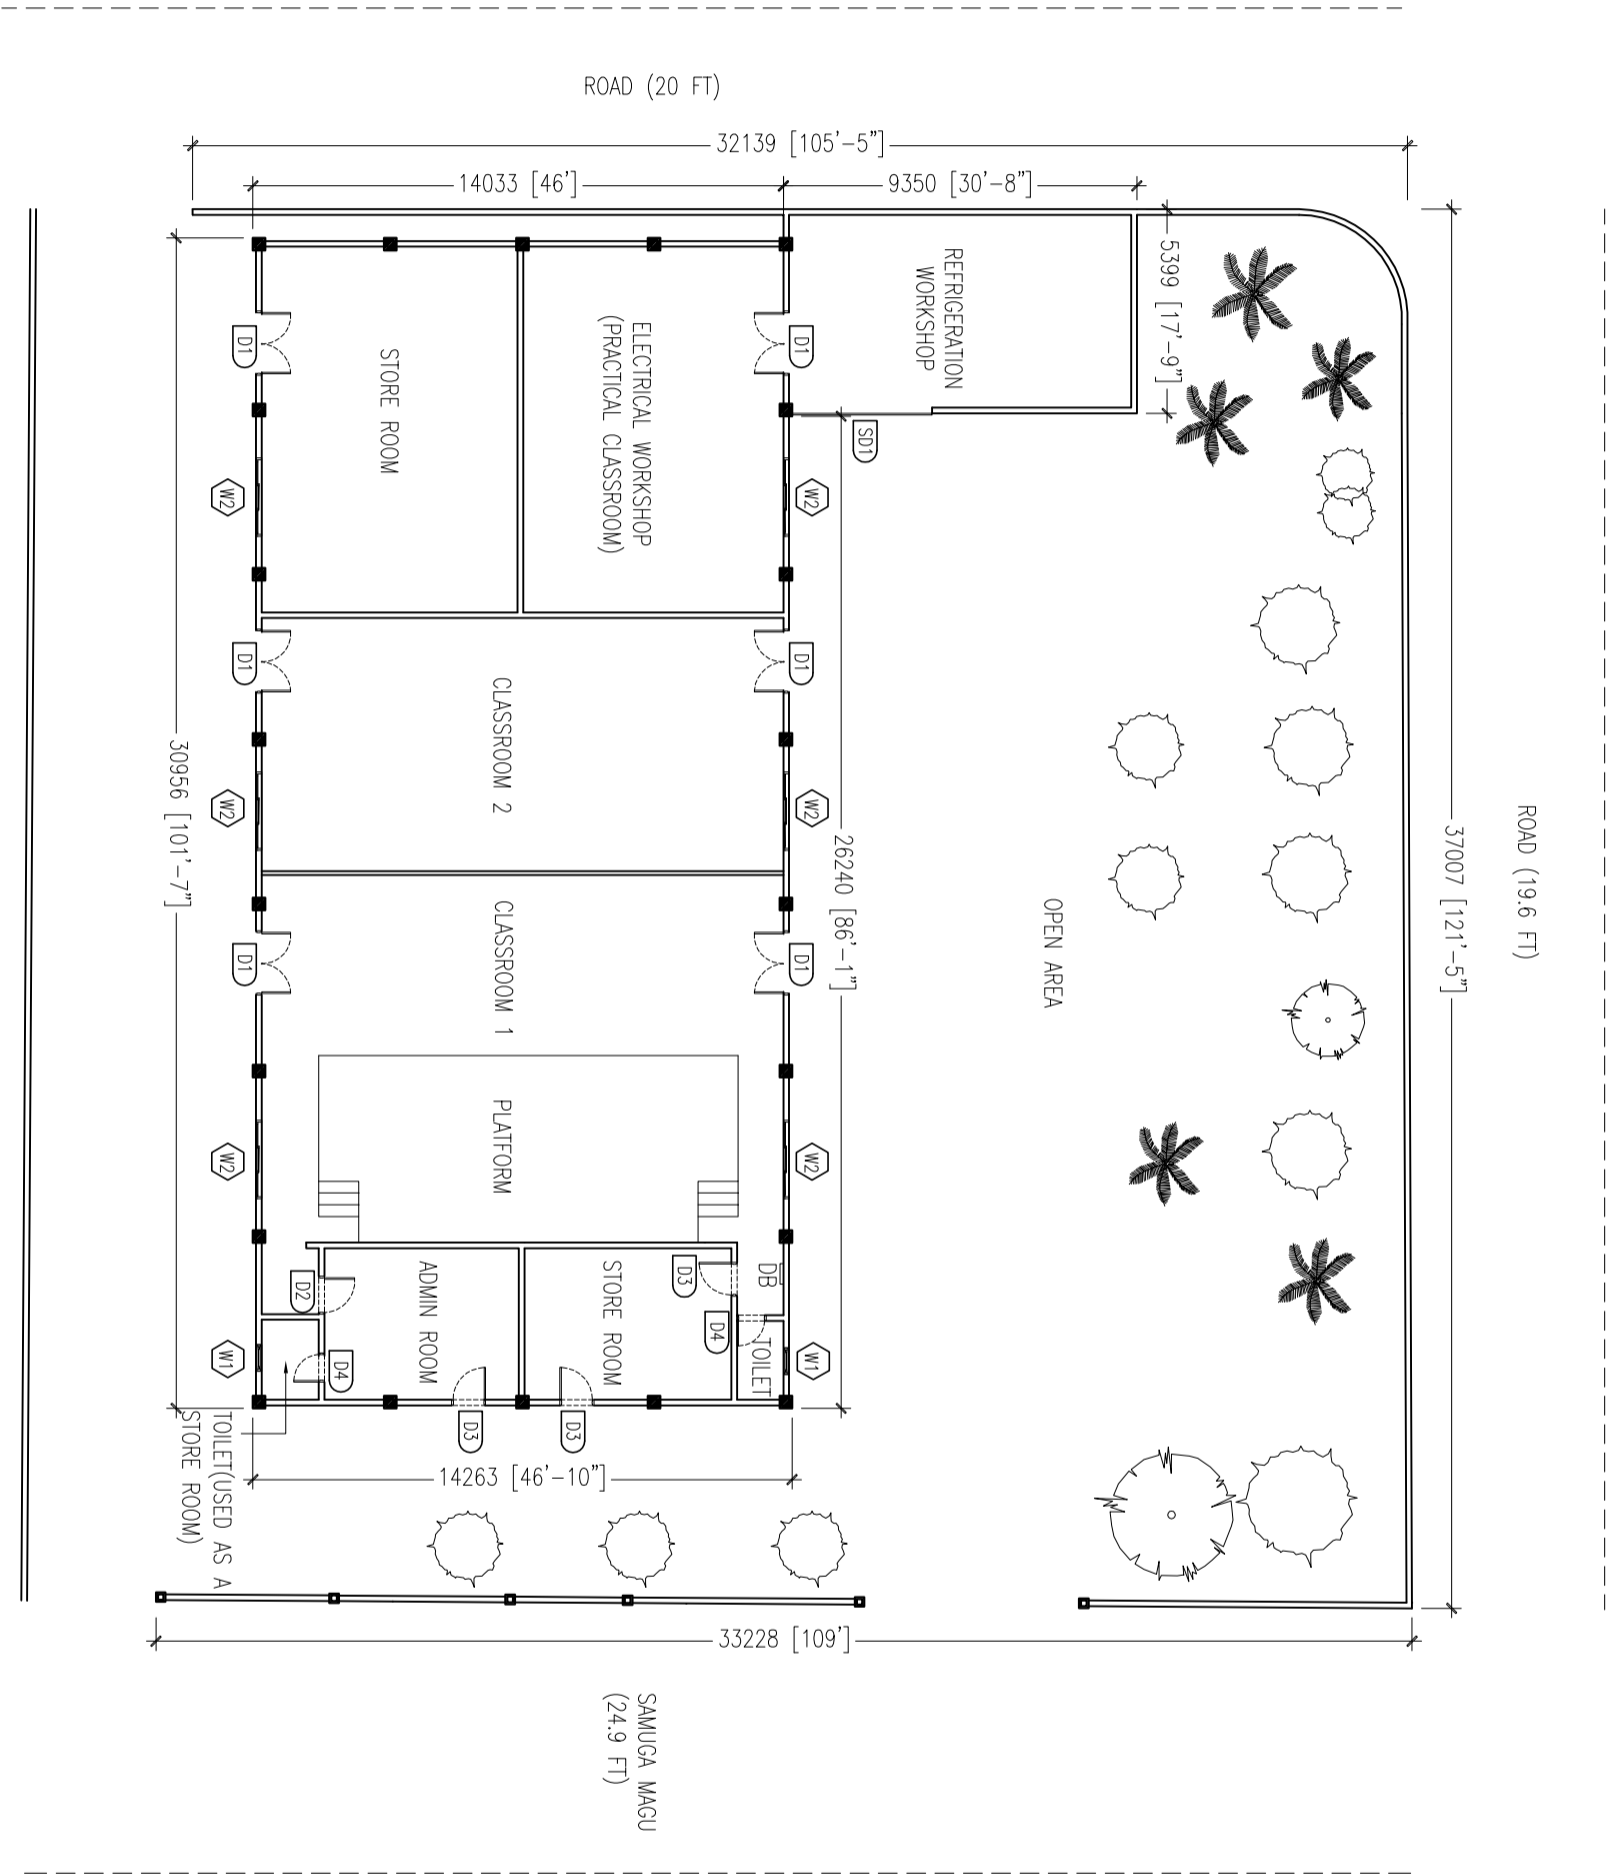 ROAD (20 FT)
32139 [105'-5"]
14033 [46']
9350 [30'-8"]
5399 [17'-9"]
REFRIGERATION
WORKSHOP
ELECTRICAL WORKSHOP
(PRACTICAL CLASSROOM)
STORE ROOM
D1
D1
SD1
W2
W2
D1
D1
CLASSROOM 2
W2
W2
30956 [101'-7"]
26240 [86'-1"]
37007 [121'-5"]
ROAD (19.6 FT)
OPEN AREA
CLASSROOM 1
D1
D1
PLATFORM
W2
W2
D2
ADMIN ROOM
STORE ROOM
D3
DB
D4
TOILET
W1
W1
D4
D3
D3
TOILET(USED AS A
STORE ROOM)
14263 [46'-10"]
33228 [109']
SAMUGA MAGU
(24.9 FT)